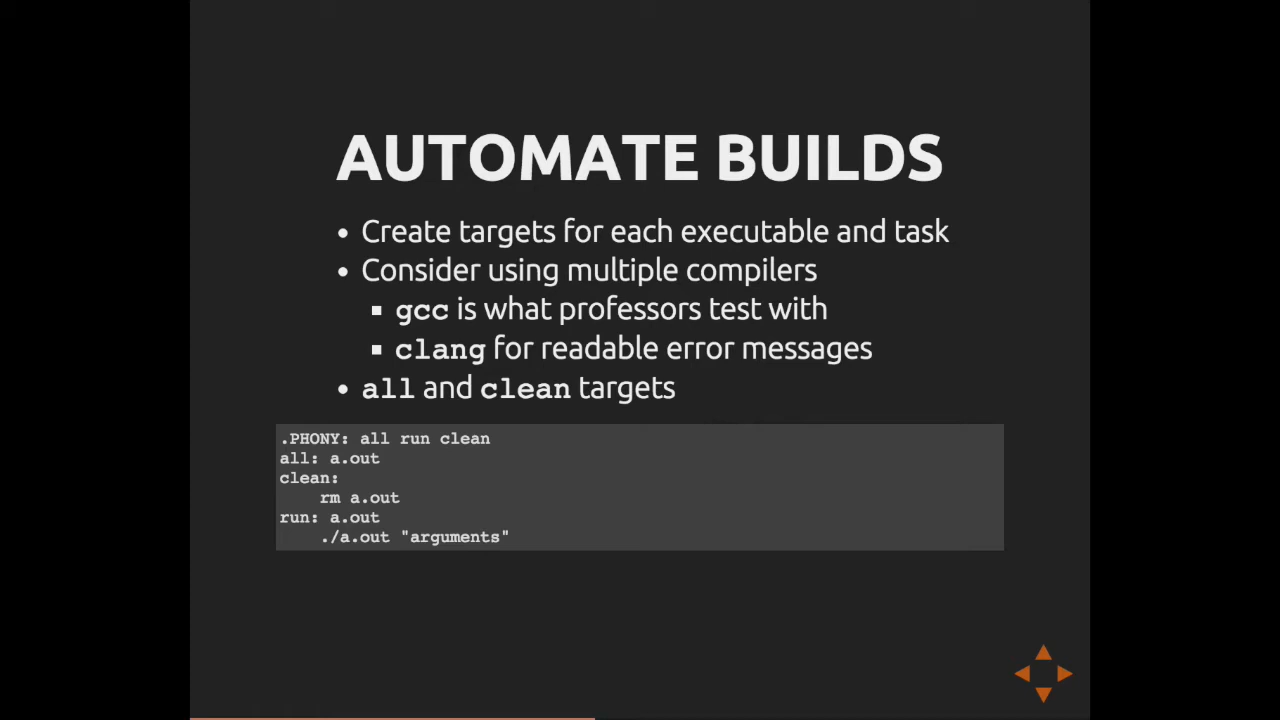 AUTOMATE BUILDS
• Create targets for each executable and task
• Consider using multiple compilers
▪ gcc is what professors test with
▪ clang for readable error messages
• all and clean targets
.PHONY: all run clean
all: a.out
clean:
    rm a.out
run: a.out
    ./a.out "arguments"